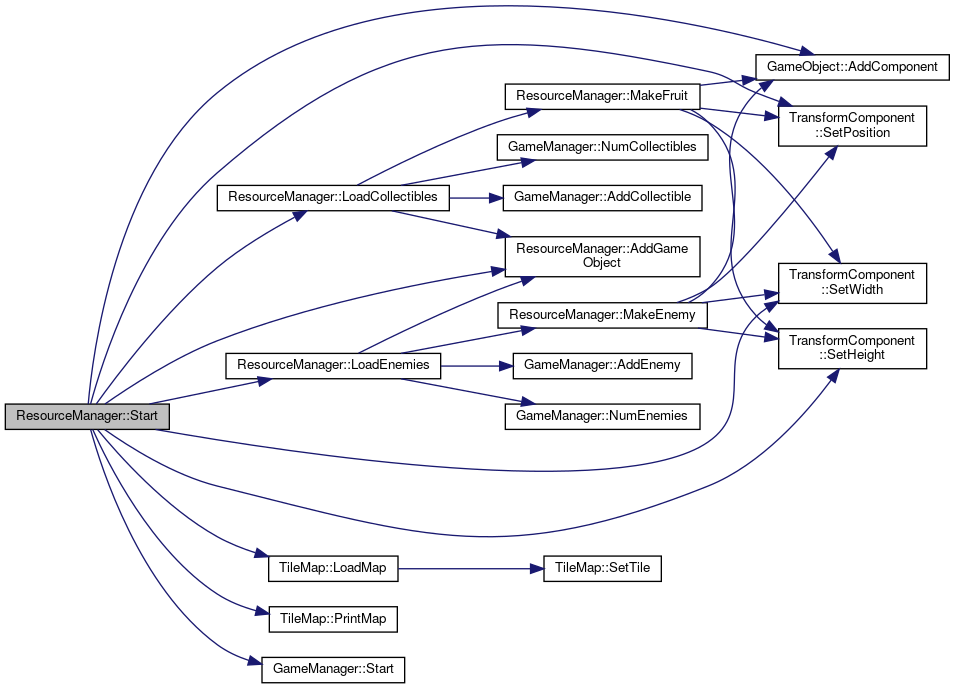 GameObject::AddComponent
ResourceManager::MakeFruit
TransformComponent
::SetPosition
GameManager::NumCollectibles
ResourceManager::LoadCollectibles
GameManager::AddCollectible
ResourceManager::AddGame
Object
TransformComponent
::SetWidth
ResourceManager::MakeEnemy
TransformComponent
::SetHeight
ResourceManager::LoadEnemies
GameManager::AddEnemy
ResourceManager::Start
GameManager::NumEnemies
TileMap::LoadMap
TileMap::SetTile
TileMap::PrintMap
GameManager::Start